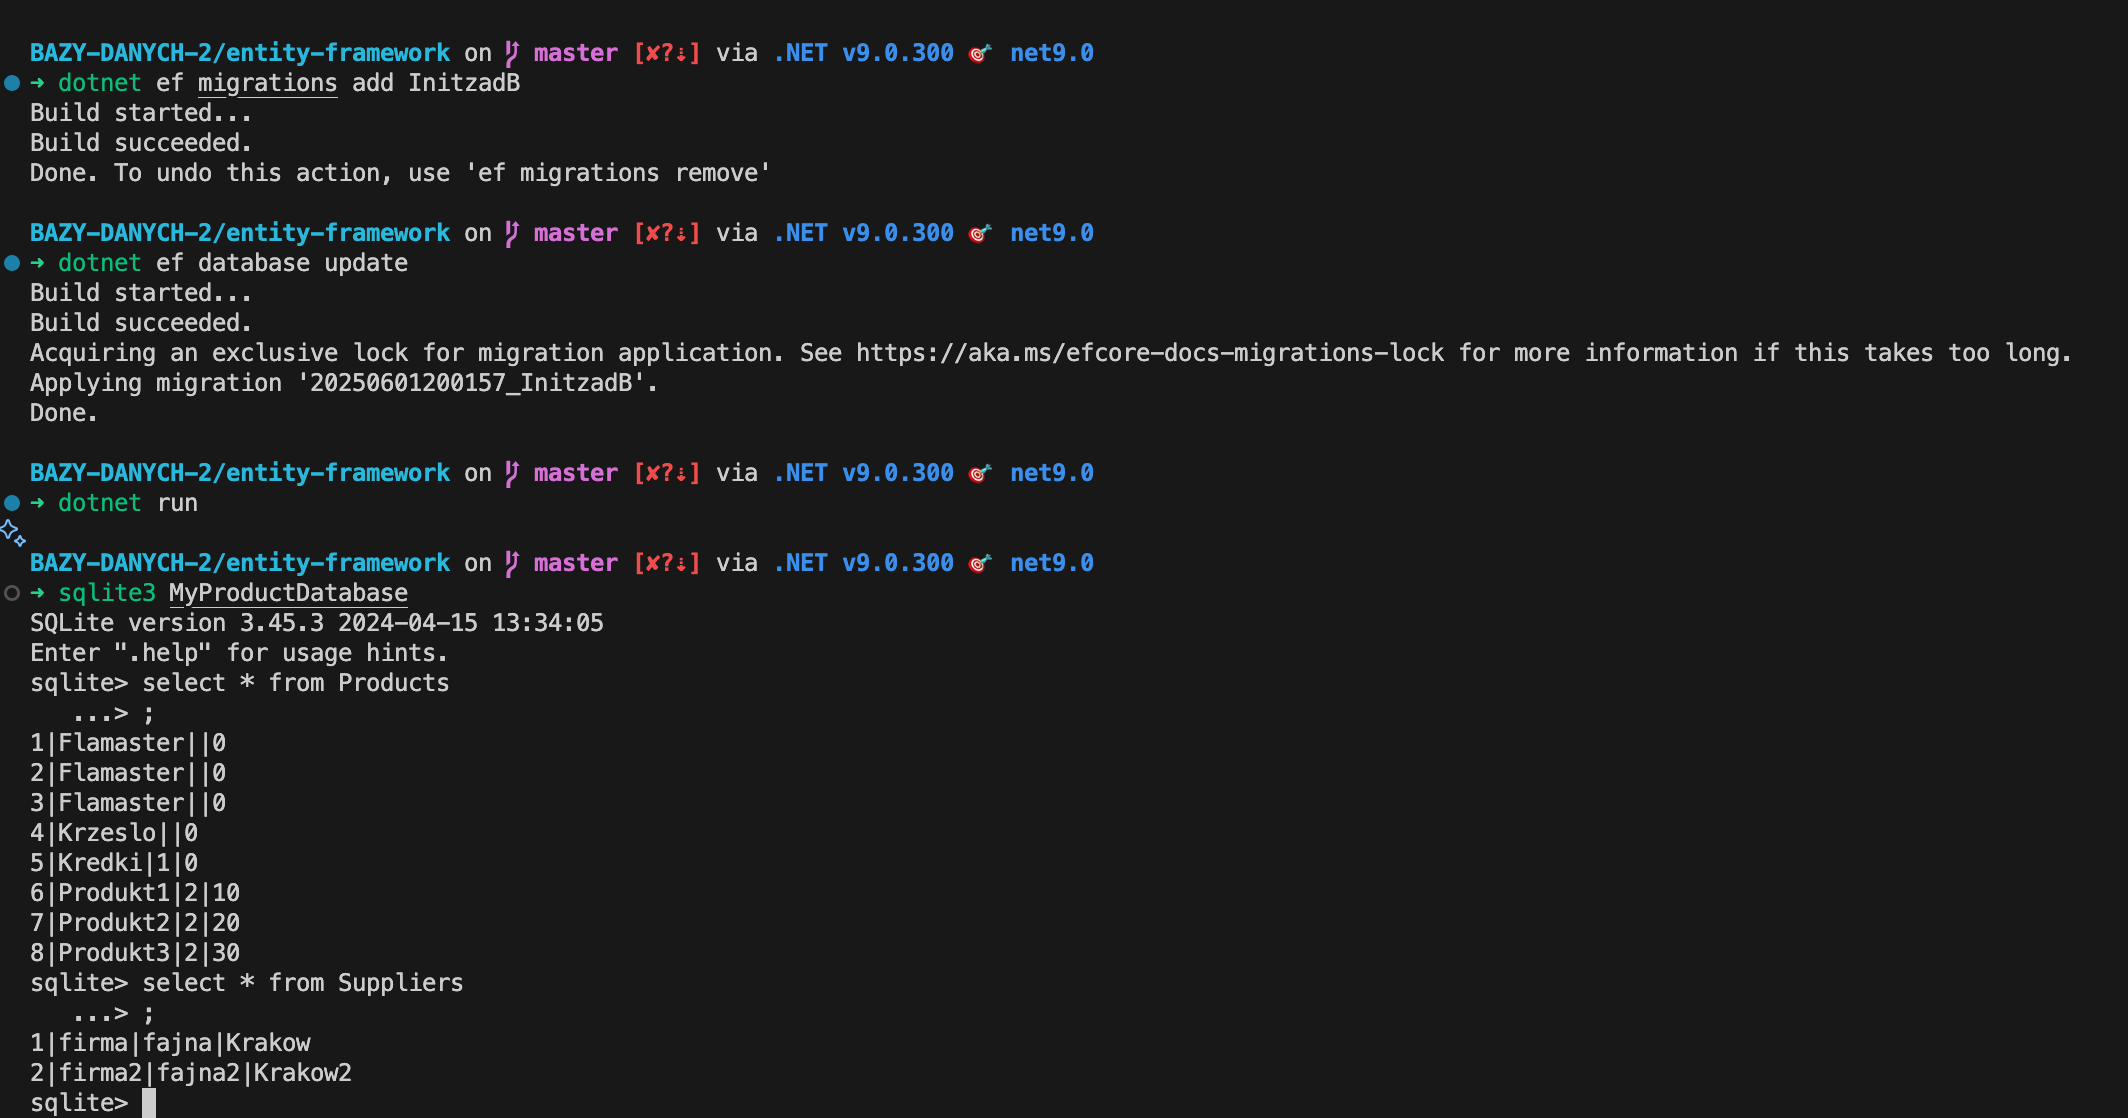 BAZY-DANYCH-2/entity-framework on master [✘?⇣] via .NET v9.0.300 🎯 net9.0
➜ dotnet ef migrations add InitzadB
Build started...
Build succeeded.
Done. To undo this action, use 'ef migrations remove'
BAZY-DANYCH-2/entity-framework on master [✘?⇣] via .NET v9.0.300 🎯 net9.0
➜ dotnet ef database update
Build started...
Build succeeded.
Acquiring an exclusive lock for migration application. See https://aka.ms/efcore-docs-migrations-lock for more information if this takes too long.
Applying migration '20250601200157_InitzadB'.
Done.
BAZY-DANYCH-2/entity-framework on master [✘?⇣] via .NET v9.0.300 🎯 net9.0
➜ dotnet run
BAZY-DANYCH-2/entity-framework on master [✘?⇣] via .NET v9.0.300 🎯 net9.0
➜ sqlite3 MyProductDatabase
SQLite version 3.45.3 2024-04-15 13:34:05
Enter ".help" for usage hints.
sqlite> select * from Products
...> ;
1|Flamaster||0
2|Flamaster||0
3|Flamaster||0
4|Krzeslo||0
5|Kredki|1|0
6|Produkt1|2|10
7|Produkt2|2|20
8|Produkt3|2|30
sqlite> select * from Suppliers
...> ;
1|firma|fajna|Krakow
2|firma2|fajna2|Krakow2
sqlite>